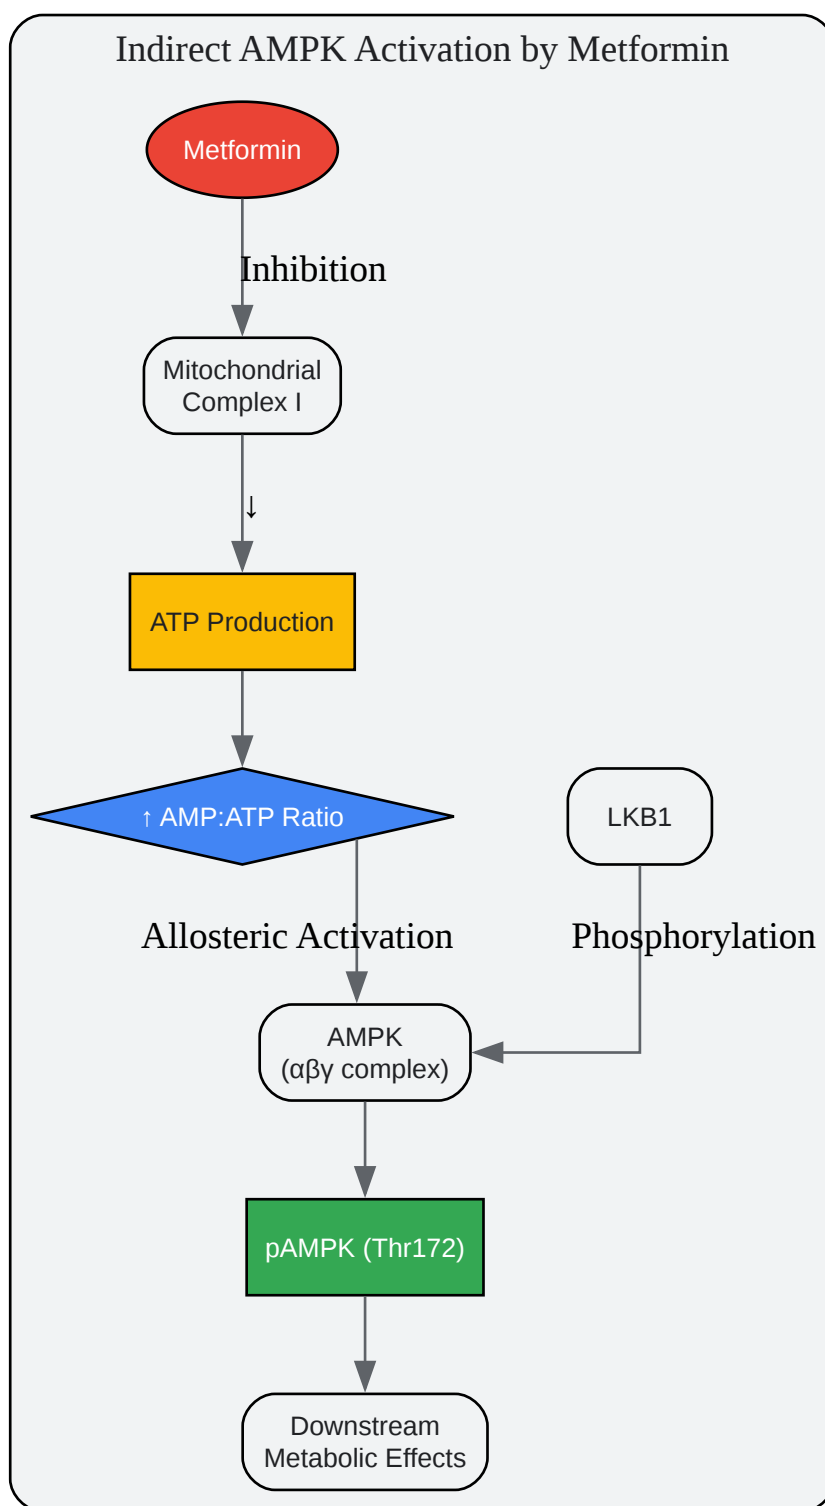 Indirect AMPK Activation by Metformin
Metformin
Inhibition
Mitochondrial
Complex I
↓
ATP Production
↑ AMP:ATP Ratio
LKB1
Allosteric Activation
Phosphorylation
AMPK
(αβγ complex)
pAMPK (Thr172)
Downstream
Metabolic Effects